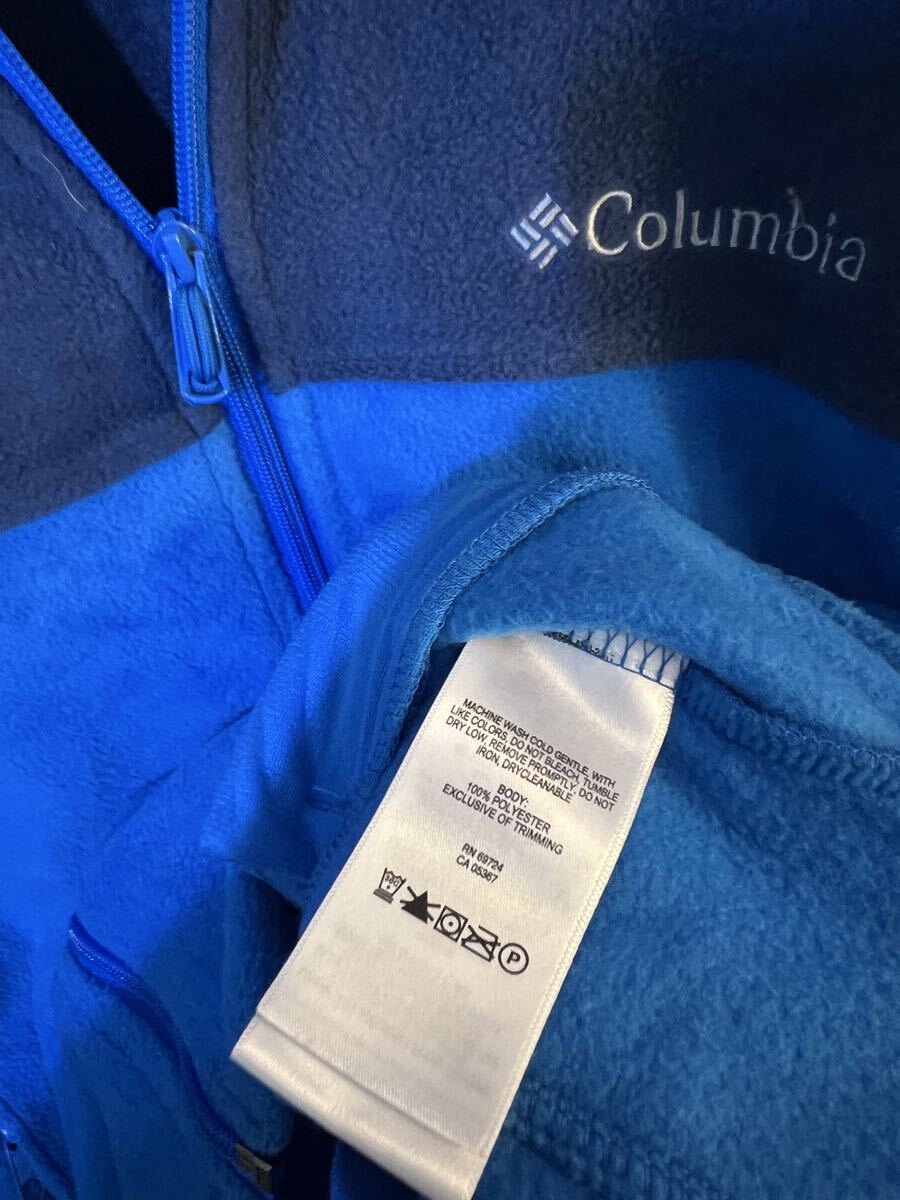 Columbia
MACHINE WASH COLD GENTLE, WITH
LIKE COLORS, DO NOT BLEACH, TUMBLE
DRY LOW, REMOVE PROMPTLY, DO NOT
IRON, DRYCLEANABLE
BODY:
100% POLYESTER
EXCLUSIVE OF TRIMMING
RN 69724
CA 05367
P